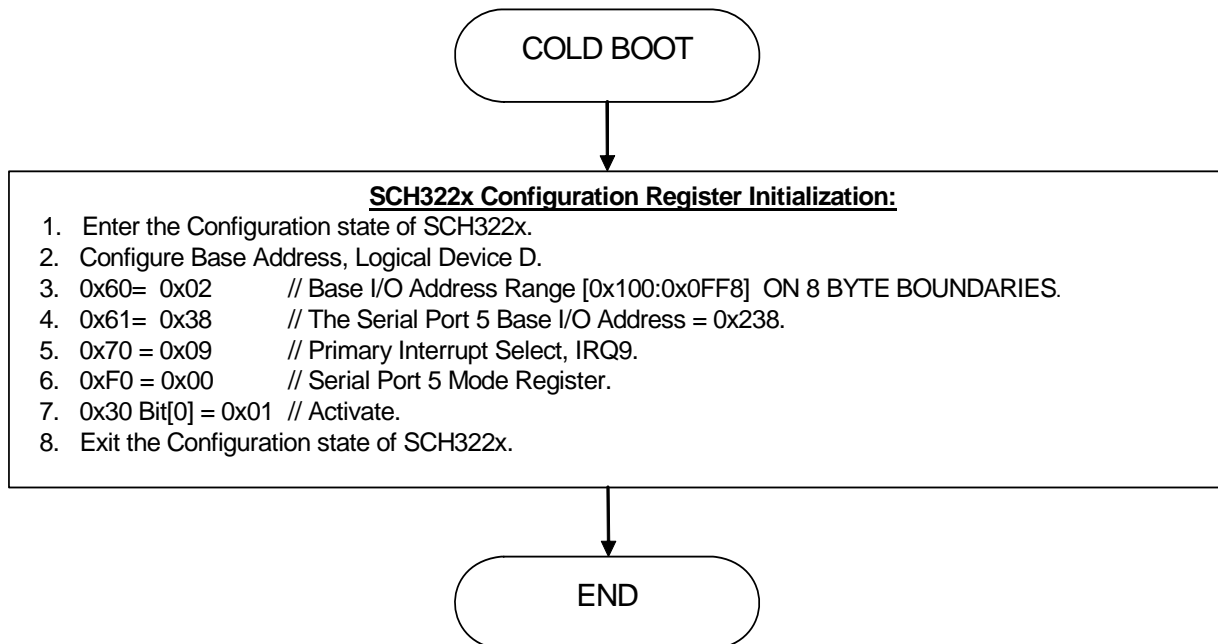 COLD BOOT
SCH322x Configuration Register Initialization:
1. Enter the Configuration state of SCH322x.
2. Configure Base Address, Logical Device D.
3. 0x60= 0x02 // Base I/O Address Range [0x100:0x0FF8] ON 8 BYTE BOUNDARIES.
4. 0x61= 0x38 // The Serial Port 5 Base I/O Address = 0x238.
5. 0x70 = 0x09 // Primary Interrupt Select, IRQ9.
6. 0xF0 = 0x00 // Serial Port 5 Mode Register.
7. 0x30 Bit[0] = 0x01 // Activate.
8. Exit the Configuration state of SCH322x.
END